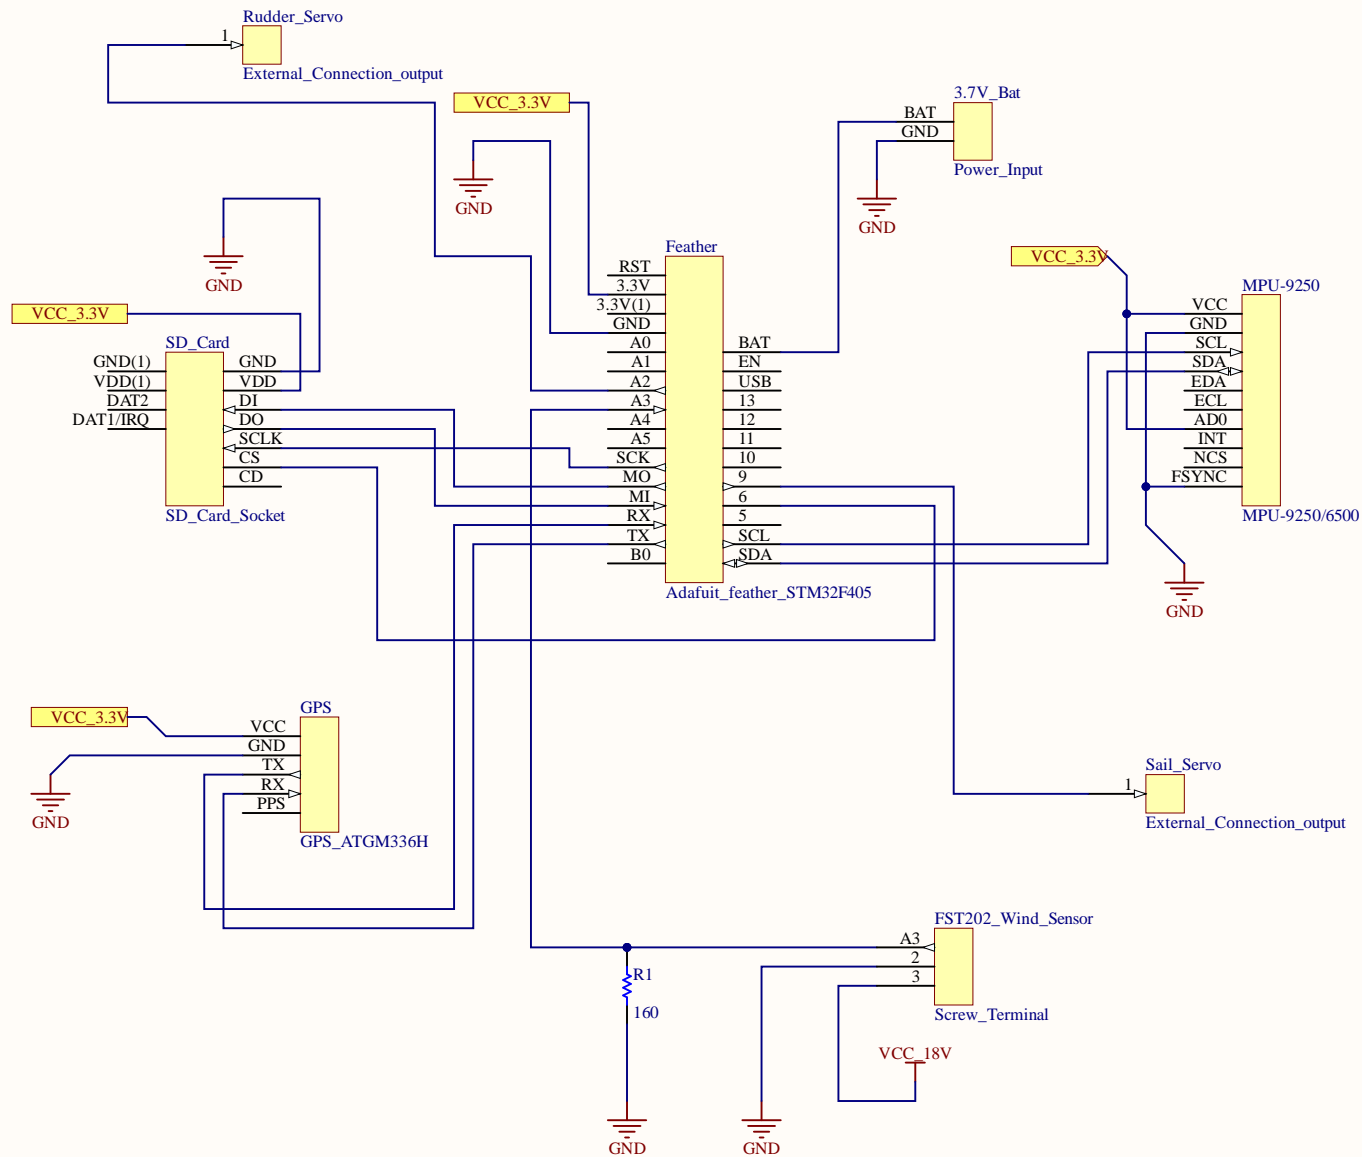 Rudder_Servo
1
External_Connection_output
VCC_3.3V
GND
3.7V_Bat
BAT
GND
Power_Input
GND
GND
VCC_3.3V
SD_Card
GND(1)
VDD(1)
DAT2
DAT1/IRQ
GND
VDD
DI
DO
SCLK
CS
CD
SD_Card_Socket
Feather
RST
3.3V
3.3V(1)
GND
A0
A1
A2
A3
A4
A5
SCK
MO
MI
RX
TX
B0
BAT
EN
USB
13
12
11
10
9
6
5
SCL
SDA
Adafuit_feather_STM32F405
VCC_3.3V
MPU-9250
VCC
GND
SCL
SDA
EDA
ECL
AD0
INT
NCS
FSYNC
MPU-9250/6500
GND
VCC_3.3V
GPS
VCC
GND
TX
RX
PPS
GPS_ATGM336H
GND
Sail_Servo
1
External_Connection_output
FST202_Wind_Sensor
A3
2
3
Screw_Terminal
R1
160
VCC_18V
GND
GND